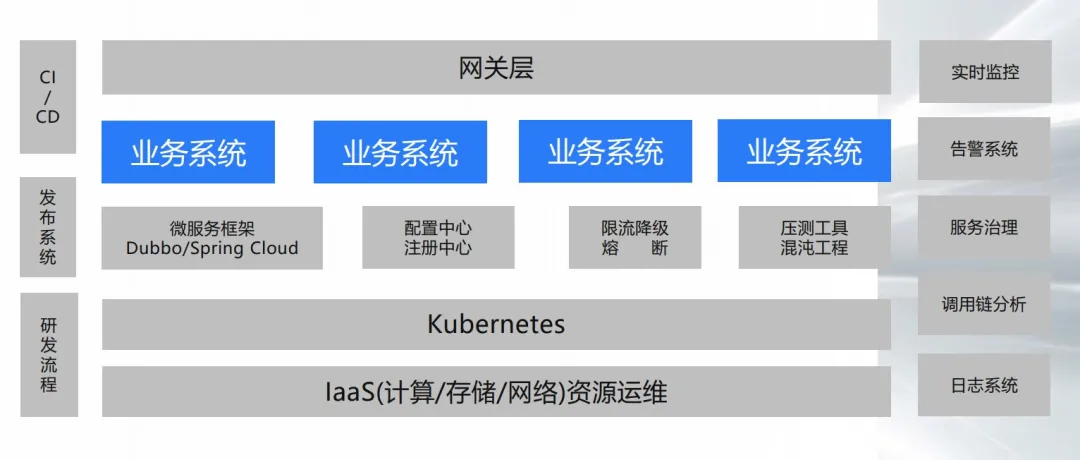 CI
/
CD
发
布
系
统
研
发
流
程
网关层
业务系统
业务系统
业务系统
业务系统
微服务框架
Dubbo/Spring Cloud
配置中心
注册中心
限流降级
熔 断
压测工具
混沌工程
Kubernetes
IaaS(计算/存储/网络)资源运维
实时监控
告警系统
服务治理
调用链分析
日志系统